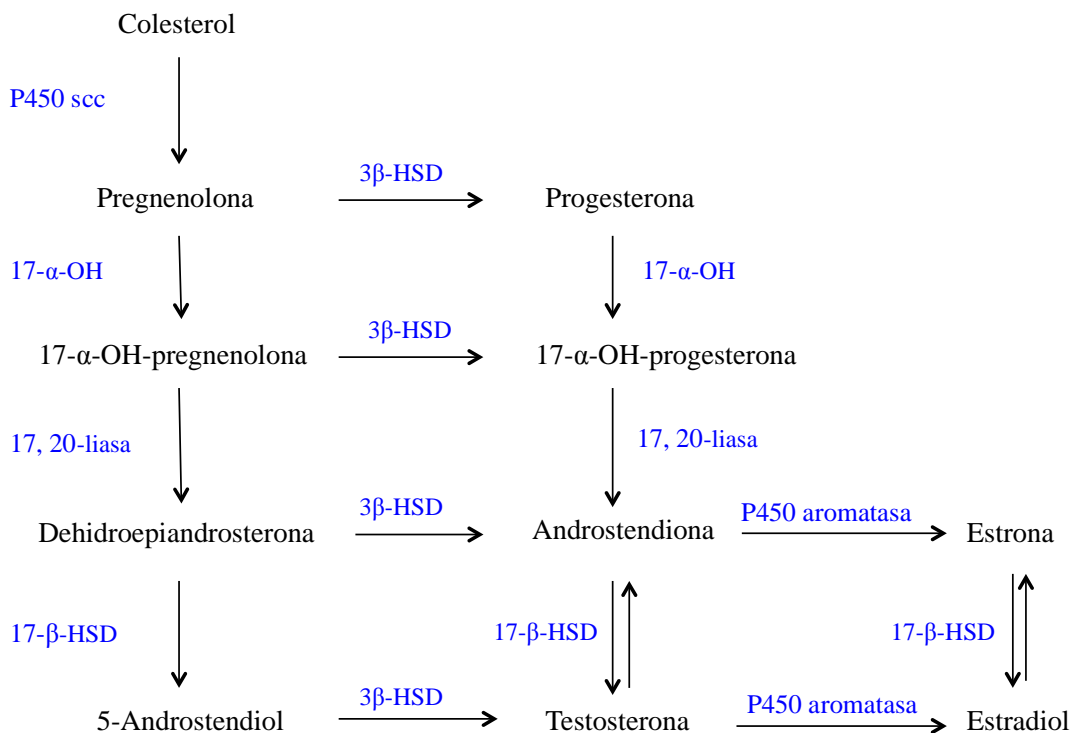 Colesterol
P450 scc
3β-HSD
Pregnenolona
Progesterona
17-α-OH
17-α-OH
3β-HSD
17-α-OH-pregnenolona
17-α-OH-progesterona
17, 20-liasa
17, 20-liasa
3β-HSD
P450 aromatasa
Dehidroepiandrosterona
Androstendiona
Estrona
17-β-HSD
17-β-HSD
17-β-HSD
3β-HSD
P450 aromatasa
5-Androstendiol
Testosterona
Estradiol